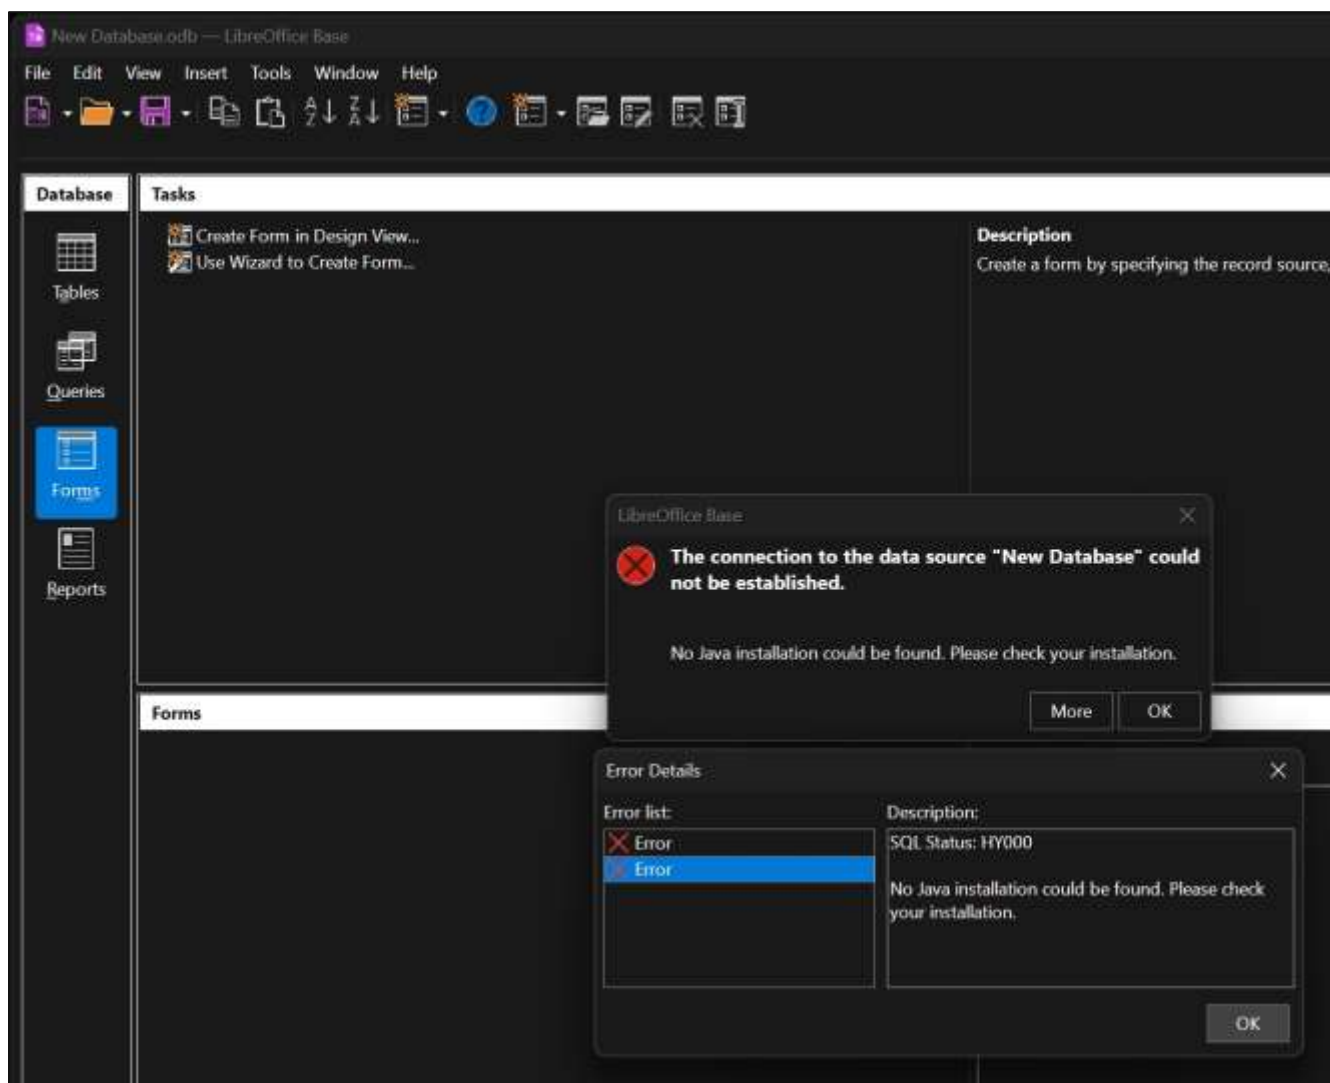 New Database.odb — LibreOffice Base
File Edit View Insert Tools Window Help
Database
Tasks
Create Form in Design View...
Use Wizard to Create Form...
Description
Create a form by specifying the record source,
Tables
Queries
Forms
Reports
LibreOffice Base
The connection to the data source "New Database" could
not be established.
No Java installation could be found. Please check your installation.
More OK
Forms
Error Details
Error list:
Description:
Error
Error
SQL Status: HY000
No Java installation could be found. Please check
your installation.
OK